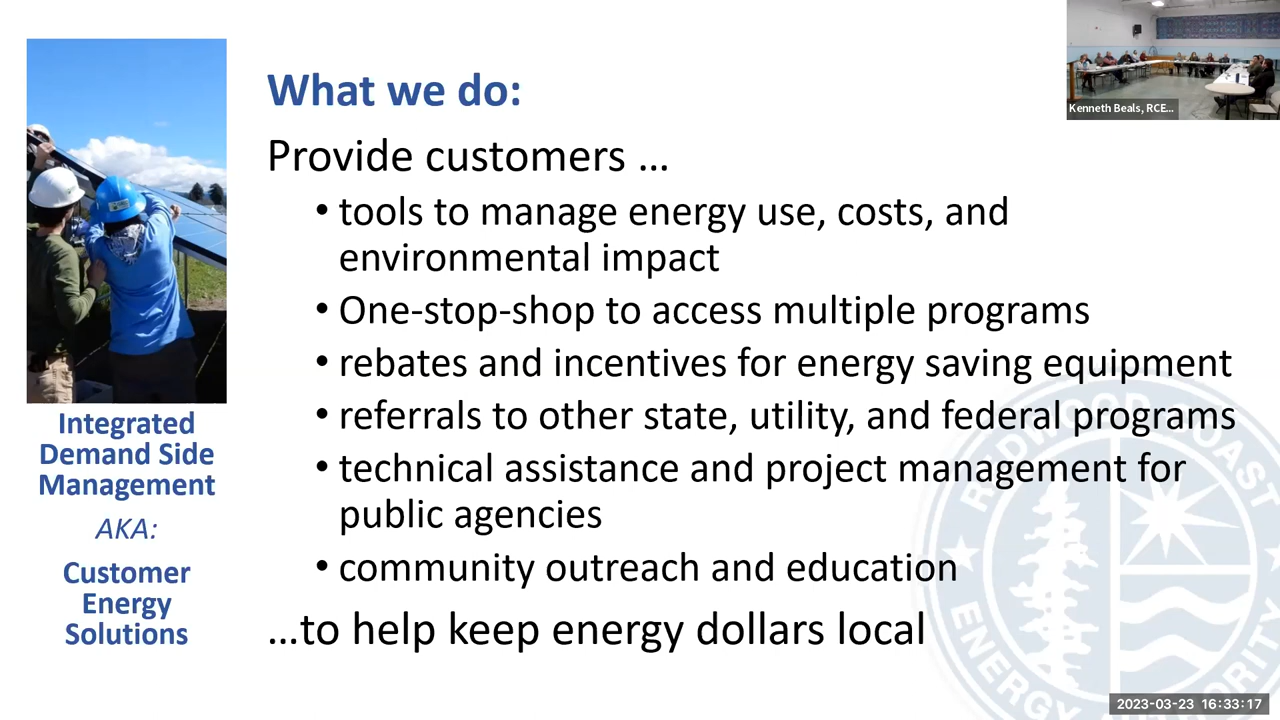 What we do:
Provide customers ...
• tools to manage energy use, costs, and
environmental impact
• One-stop-shop to access multiple programs
• rebates and incentives for energy saving equipment
• referrals to other state, utility, and federal programs
• technical assistance and project management for
public agencies
• community outreach and education
...to help keep energy dollars local
Integrated
Demand Side
Management
AKA:
Customer
Energy
Solutions
Kenneth Beals, RCE...
REDWOOD COAST
ENERGY
2023-03-23 16:33:17